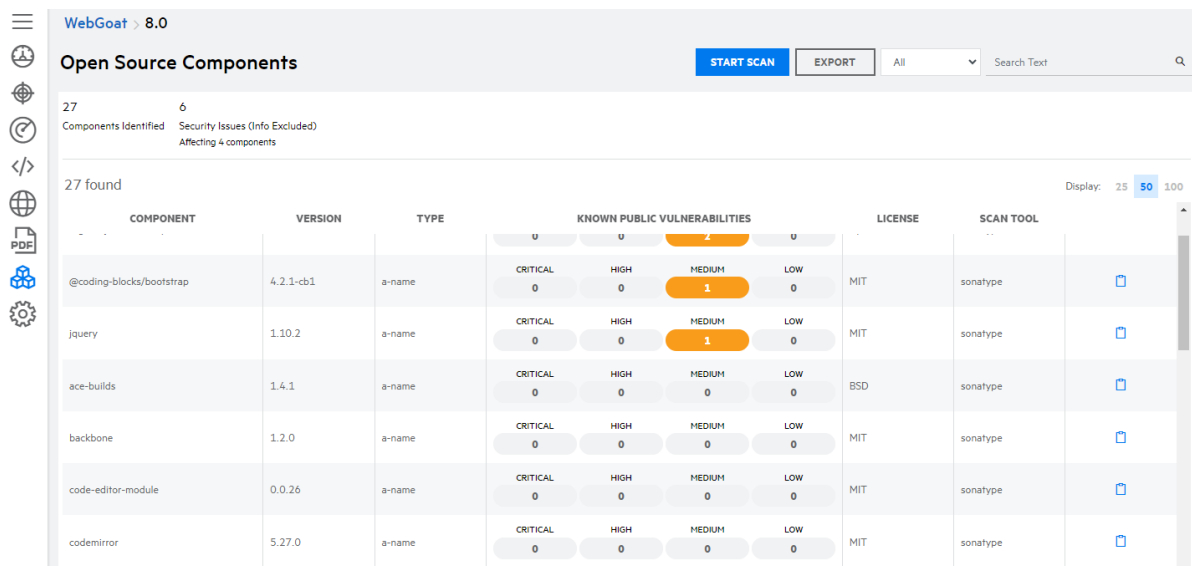 WebGoat > 8.0
Open Source Components
START SCAN
EXPORT
All
Search Text
27
6
Components Identified
Security Issues (Info Excluded)
Affecting 4 components
27 found
Display: 25 50 100
COMPONENT VERSION TYPE KNOWN PUBLIC VULNERABILITIES LICENSE SCAN TOOL
0 0 2 0
CRITICAL HIGH MEDIUM LOW
@coding-blocks/bootstrap 4.2.1-cb1 a-name 0 0 1 0 MIT sonatype
CRITICAL HIGH MEDIUM LOW
jquery 1.10.2 a-name 0 0 1 0 MIT sonatype
CRITICAL HIGH MEDIUM LOW
ace-builds 1.4.1 a-name 0 0 0 0 BSD sonatype
CRITICAL HIGH MEDIUM LOW
backbone 1.2.0 a-name 0 0 0 0 MIT sonatype
CRITICAL HIGH MEDIUM LOW
code-editor-module 0.0.26 a-name 0 0 0 0 MIT sonatype
CRITICAL HIGH MEDIUM LOW
codemirror 5.27.0 a-name 0 0 0 0 MIT sonatype
PDF